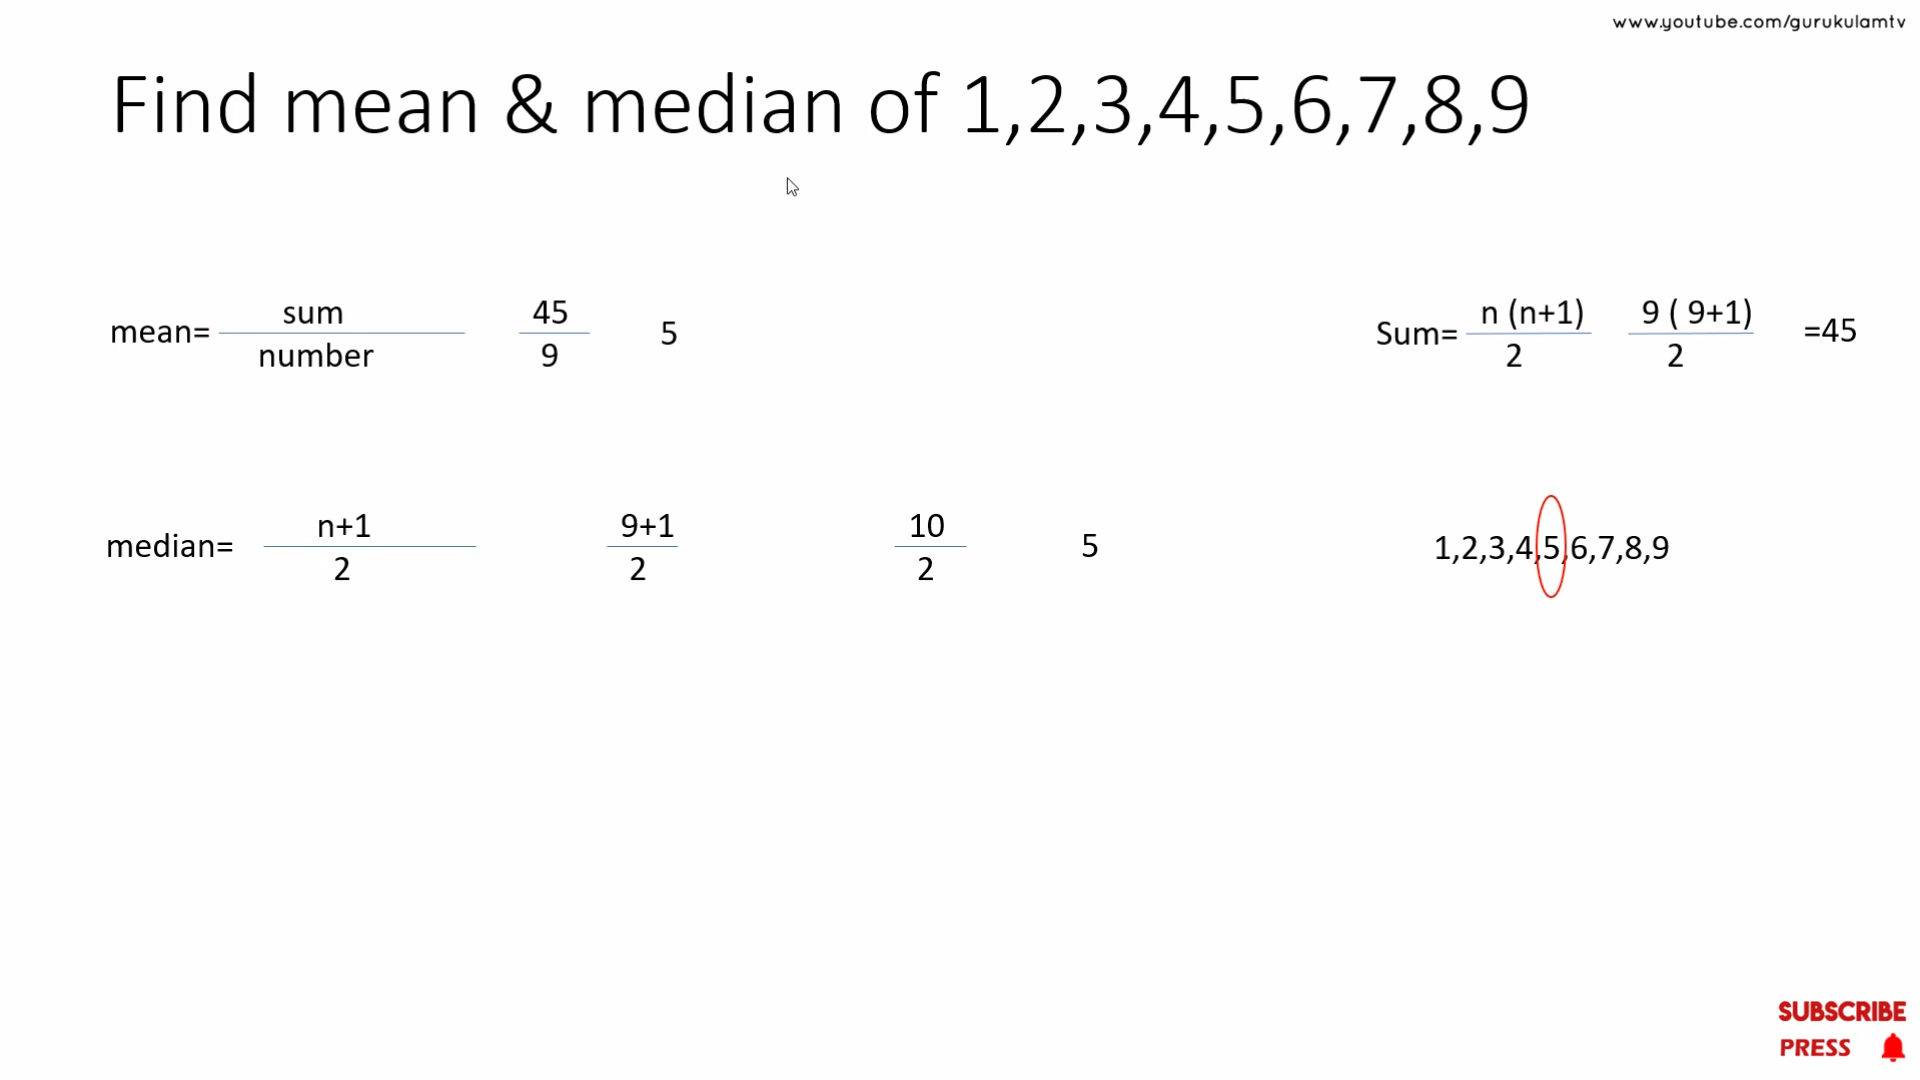 www.youtube.com/gurukulamtv
Find mean & median of 1,2,3,4,5,6,7,8,9
mean= sum / number 45 / 9 5
Sum= n (n+1) / 2 9 ( 9+1) / 2 =45
median= n+1 / 2 9+1 / 2 10 / 2 5
1,2,3,4,5,6,7,8,9
SUBSCRIBE
PRESS